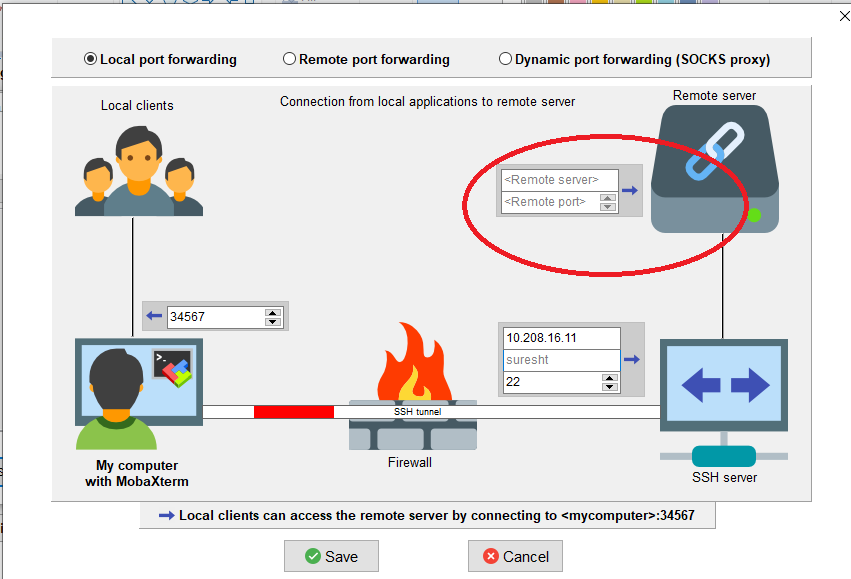 Local port forwarding
Remote port forwarding
Dynamic port forwarding (SOCKS proxy)
Local clients
Connection from local applications to remote server
Remote server
<Remote server>
<Remote port>
34567
10.208.16.11
suresht
22
>_
SSH tunnel
My computer
with MobaXterm
Firewall
SSH server
Local clients can access the remote server by connecting to <mycomputer>:34567
Save
Cancel